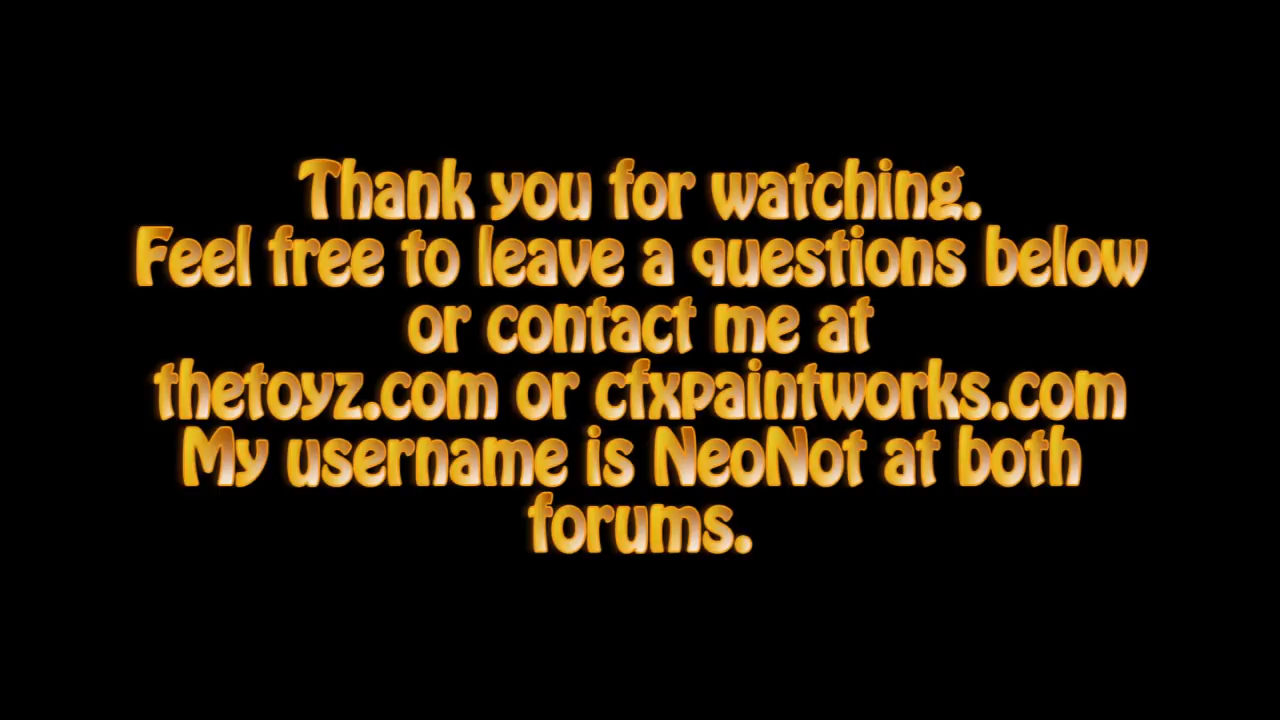 Thank you for watching.
Feel free to leave a questions below
or contact me at
thetoyz.com or cfxpaintworks.com
My username is NeoNot at both
forums.